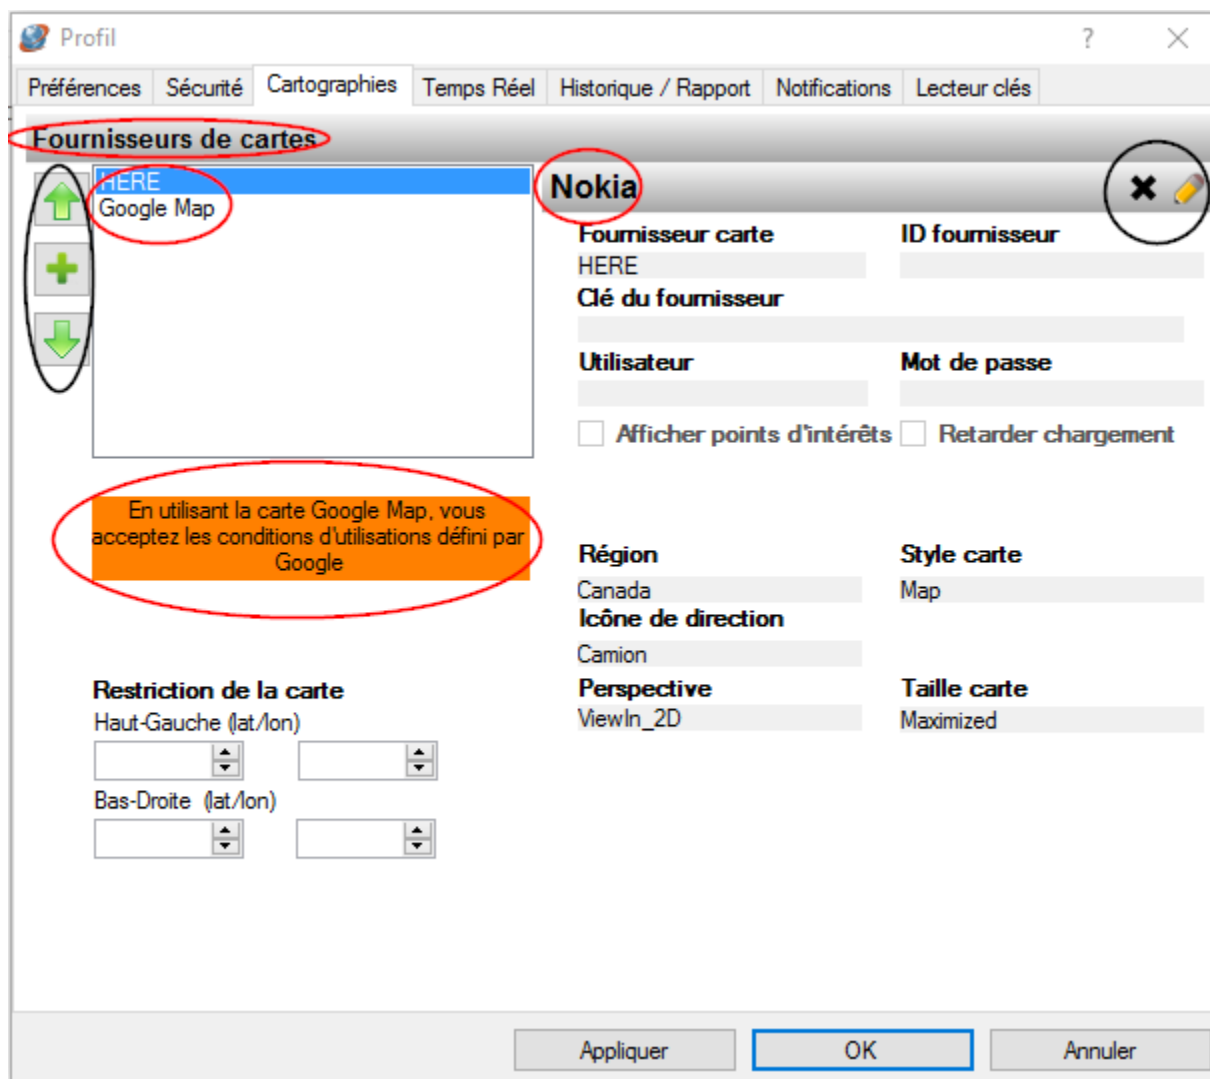 Profil
?
Préférences Sécurité Cartographies Temps Réel Historique / Rapport Notifications Lecteur clés
Fournisseurs de cartes
HERE
Google Map
Nokia
Fournisseur carte ID fournisseur
HERE
Clé du fournisseur
Utilisateur Mot de passe
Afficher points d'intérêts Retarder chargement
En utilisant la carte Google Map, vous
acceptez les conditions d'utilisations défini par
Google
Région Style carte
Canada Map
Icône de direction
Camion
Perspective Taille carte
ViewIn_2D Maximized
Restriction de la carte
Haut-Gauche (lat/lon)
Bas-Droite (lat/lon)
Appliquer OK Annuler